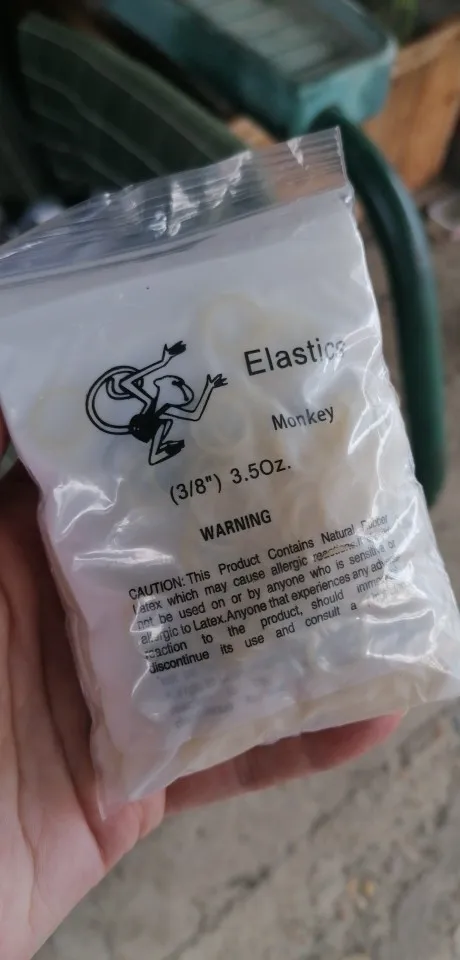 Elastics
Monkey
(3/8") 3.5Oz.
WARNING
CAUTION: This Product Contains Natural Rubber
Latex which may cause allergic reactions.
not be used on or by anyone who is sensitive or
allergic to Latex.Anyone that experiences any
reaction to the product, should
discontinue its use and consult a